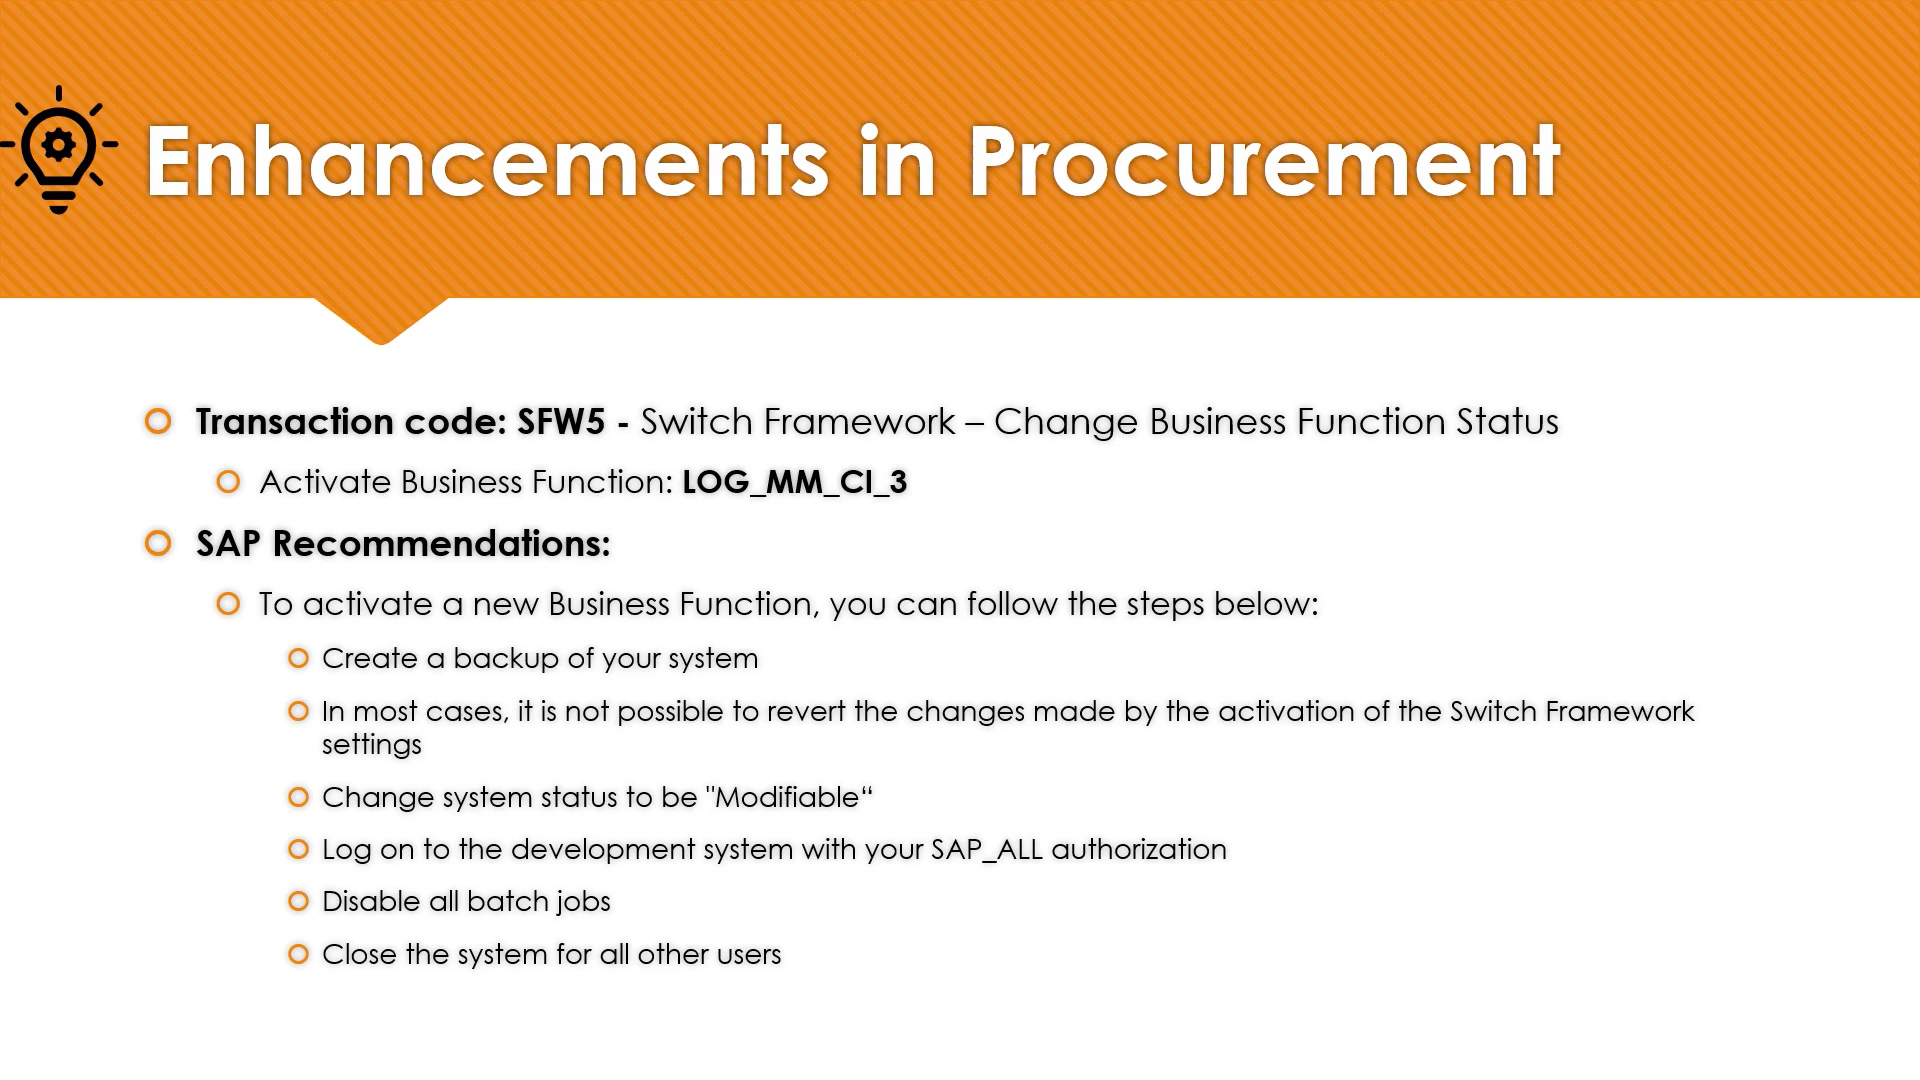 Enhancements in Procurement
Transaction code: SFW5 - Switch Framework – Change Business Function Status
Activate Business Function: LOG_MM_CI_3
SAP Recommendations:
To activate a new Business Function, you can follow the steps below:
Create a backup of your system
In most cases, it is not possible to revert the changes made by the activation of the Switch Framework
settings
Change system status to be "Modifiable“
Log on to the development system with your SAP_ALL authorization
Disable all batch jobs
Close the system for all other users